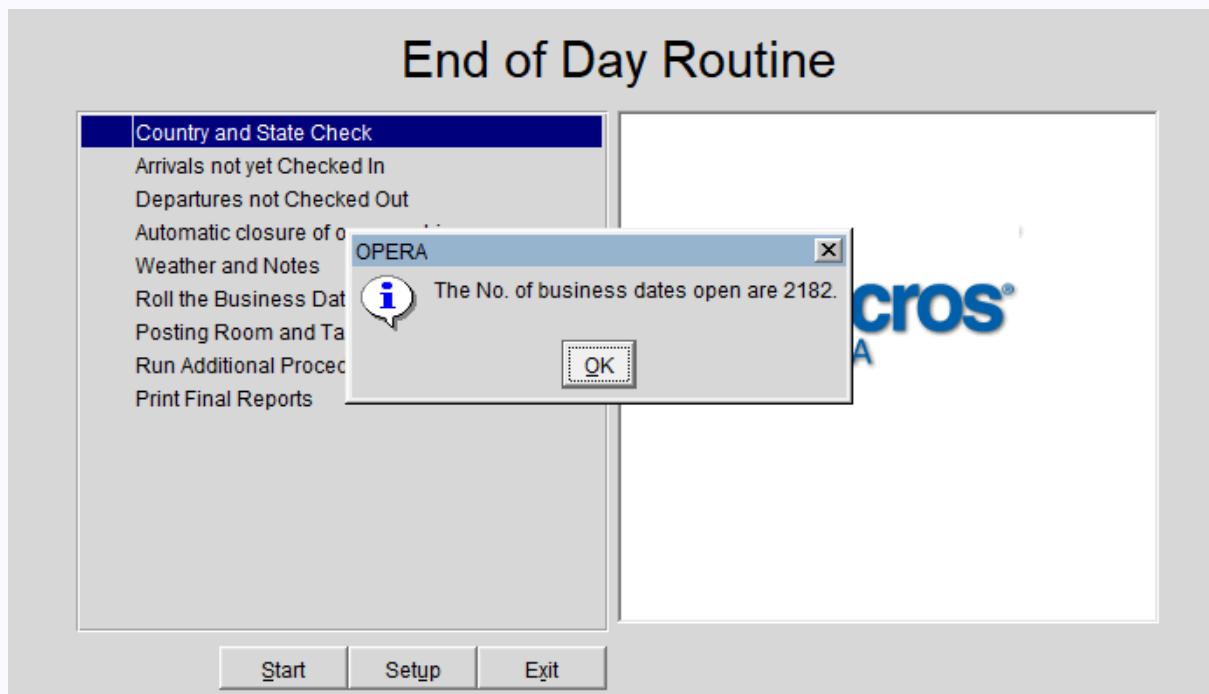 End of Day Routine
Country and State Check
Arrivals not yet Checked In
Departures not Checked Out
Automatic closure of
Weather and Notes
Roll the Business Dat
Posting Room and Ta
Run Additional Proced
Print Final Reports
OPERA
The No. of business dates open are 2182.
OK
cros®
A
Start Setup Exit